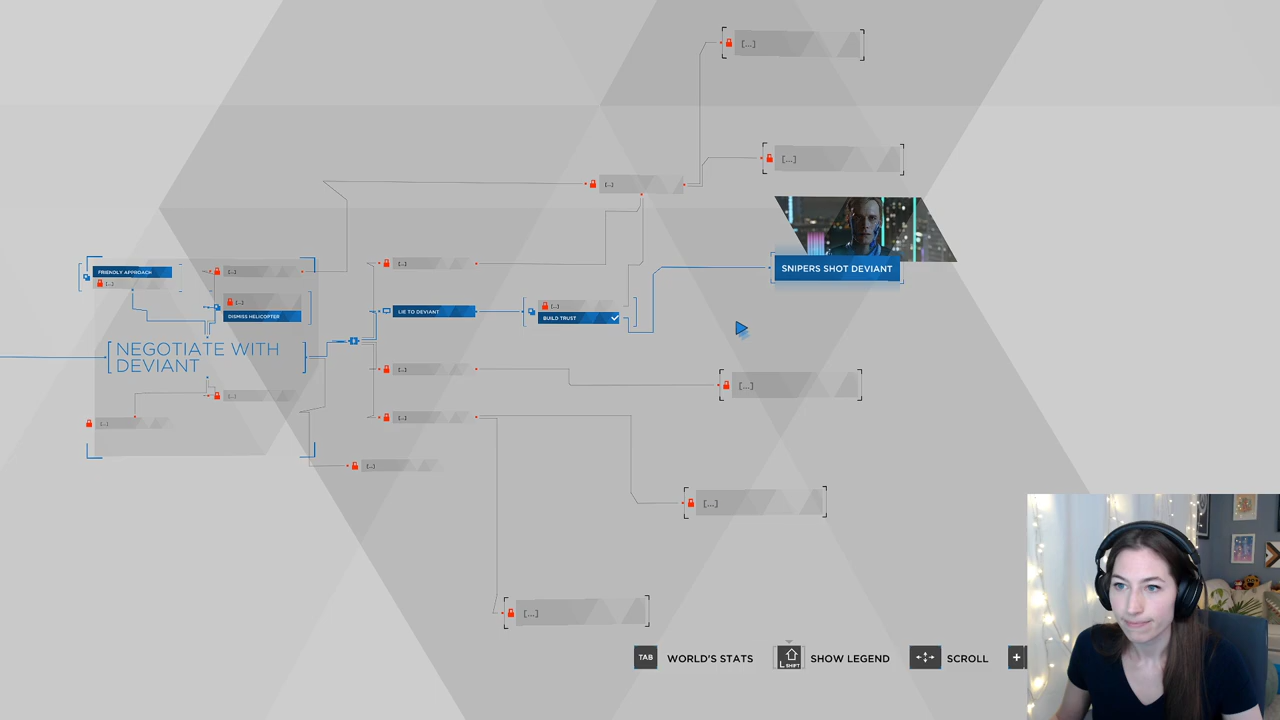 [...]
[...]
[...]
SNIPERS SHOT DEVIANT
FRIENDLY APPROACH
[...]
[...]
[...]
DISMISS HELICOPTER
NEGOTIATE WITH
DEVIANT
[...]
[...]
[...]
LIE TO DEVIANT
[...]
BUILD TRUST
[...]
[...]
[...]
[...]
[...]
[...]
TAB
WORLD'S STATS
L SHIFT
SHOW LEGEND
SCROLL
+